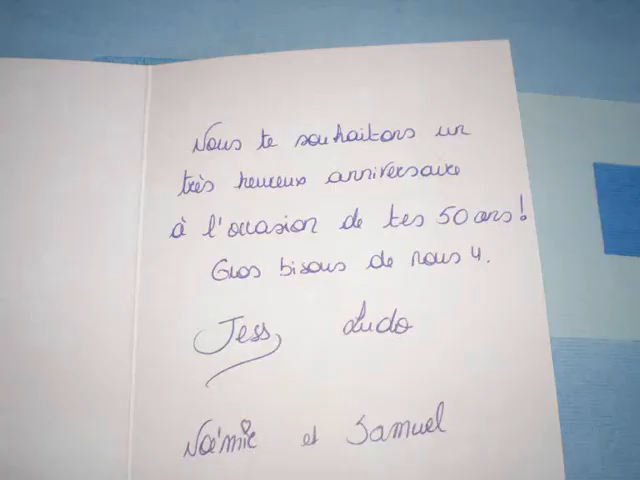 Nous te souhaitons un
très heureux anniversaire
à l'occasion de tes 50 ans!
Gros bisous de nous 4.
Jess Ludo
Noémie et Samuel